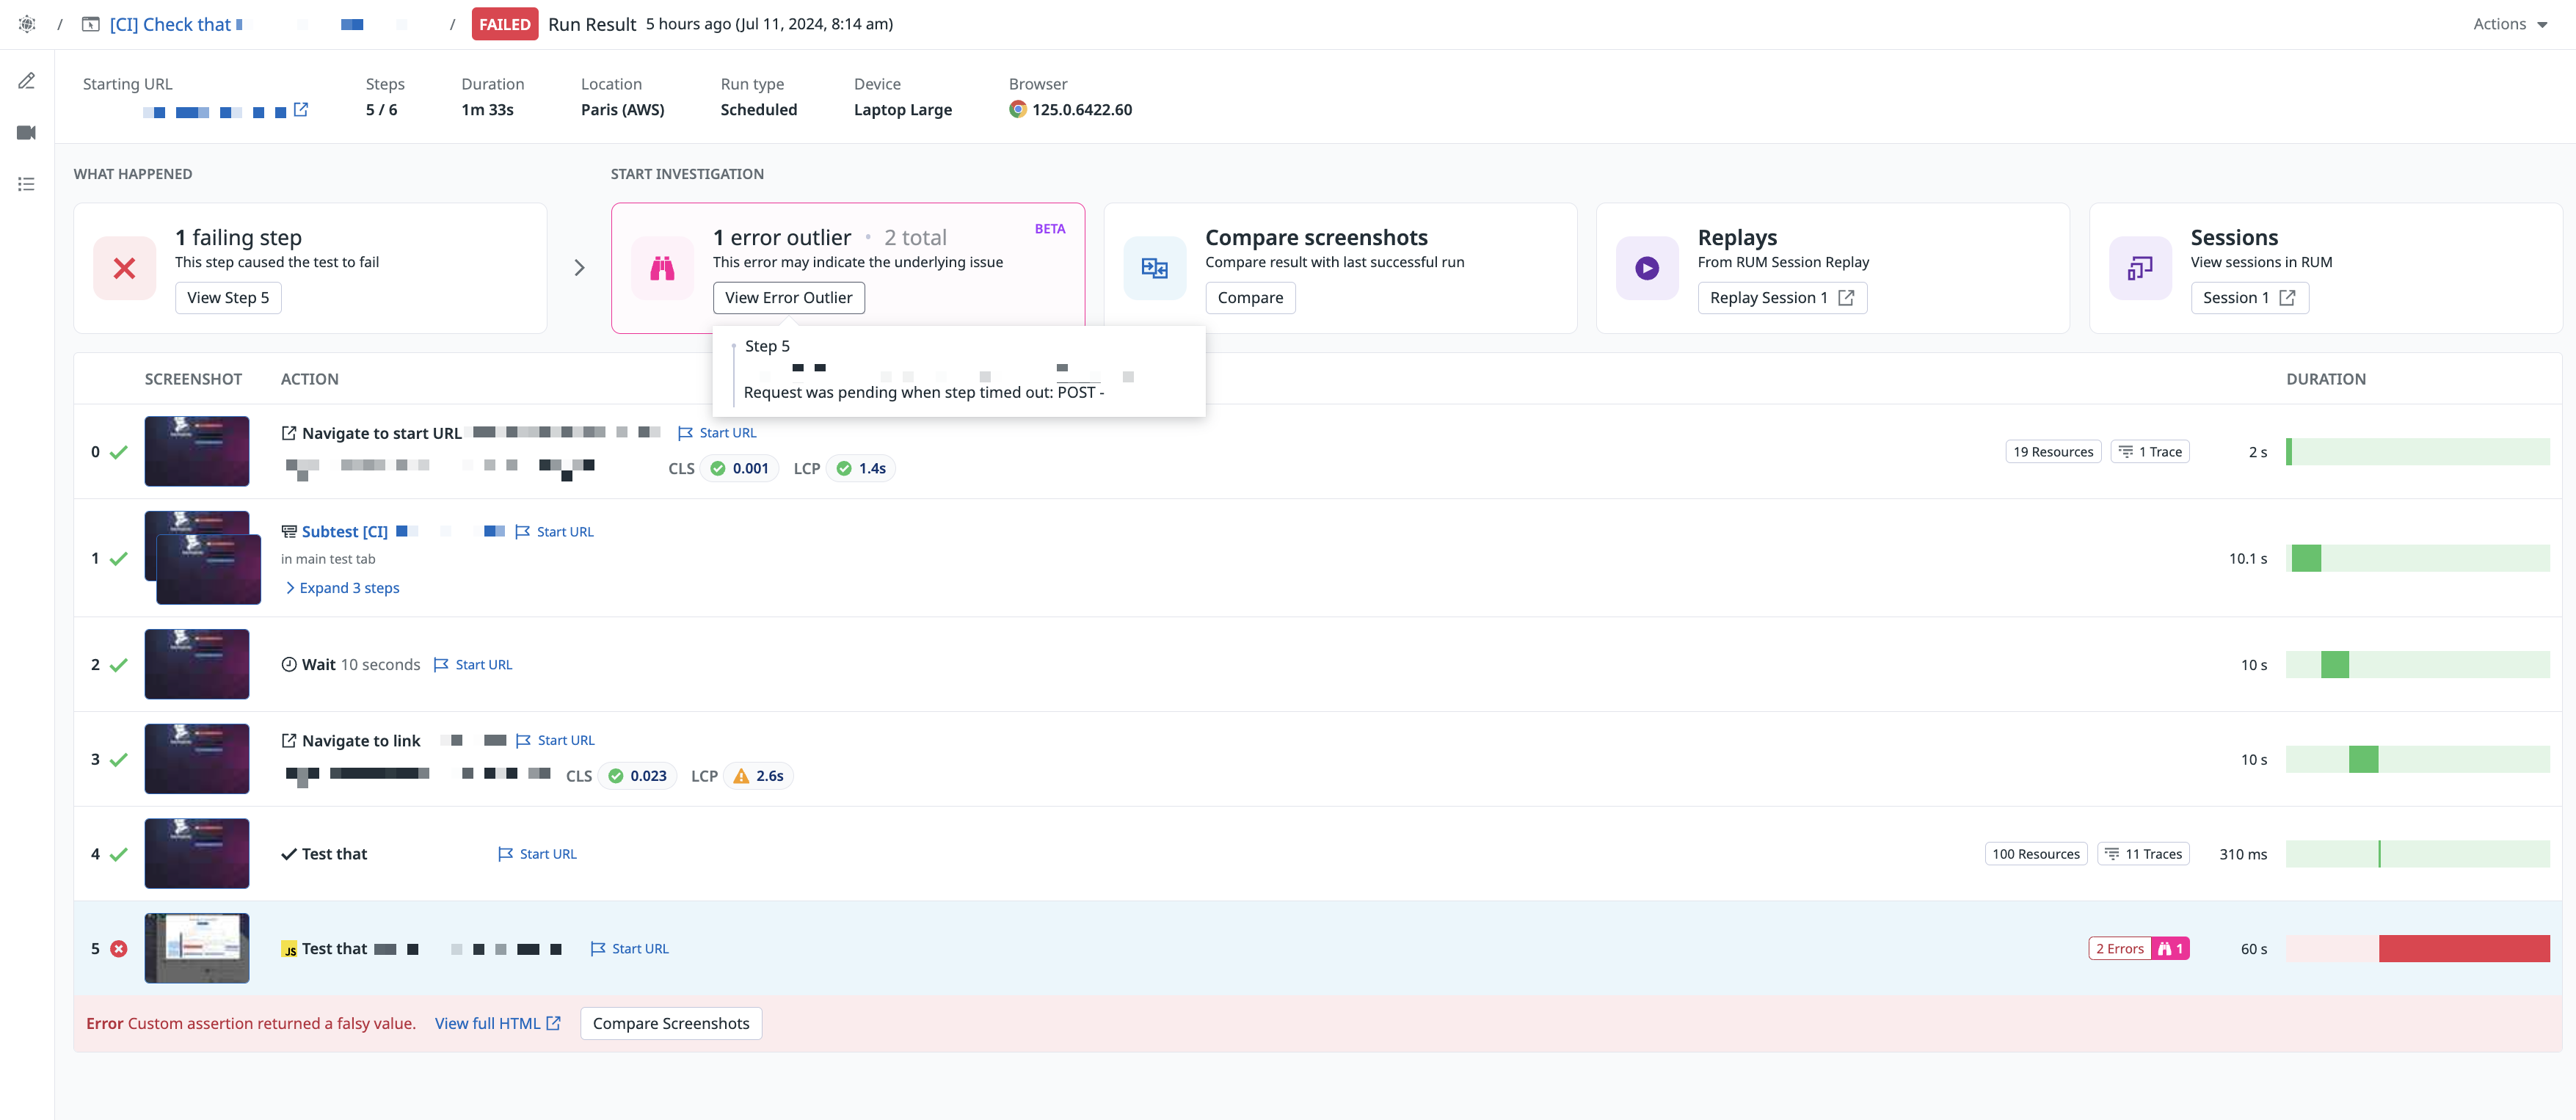 / [CI] Check that / FAILED Run Result 5 hours ago (Jul 11, 2024, 8:14 am) Actions
Starting URL Steps Duration Location Run type Device Browser
5 / 6 1m 33s Paris (AWS) Scheduled Laptop Large 125.0.6422.60
WHAT HAPPENED START INVESTIGATION
1 failing step
This step caused the test to fail
View Step 5
1 error outlier • 2 total BETA
This error may indicate the underlying issue
View Error Outlier
Compare screenshots
Compare result with last successful run
Compare
Replays
From RUM Session Replay
Replay Session 1
Sessions
View sessions in RUM
Session 1
Step 5
Request was pending when step timed out: POST -
SCREENSHOT ACTION DURATION
0 Navigate to start URL Start URL
CLS 0.001 LCP 1.4s
19 Resources 1 Trace 2 s
1 Subtest [CI] Start URL
in main test tab
Expand 3 steps
10.1 s
2 Wait 10 seconds Start URL 10 s
3 Navigate to link Start URL
CLS 0.023 LCP 2.6s
10 s
4 Test that Start URL 100 Resources 11 Traces 310 ms
5 JS Test that Start URL 2 Errors 1 60 s
Error Custom assertion returned a falsy value. View full HTML Compare Screenshots